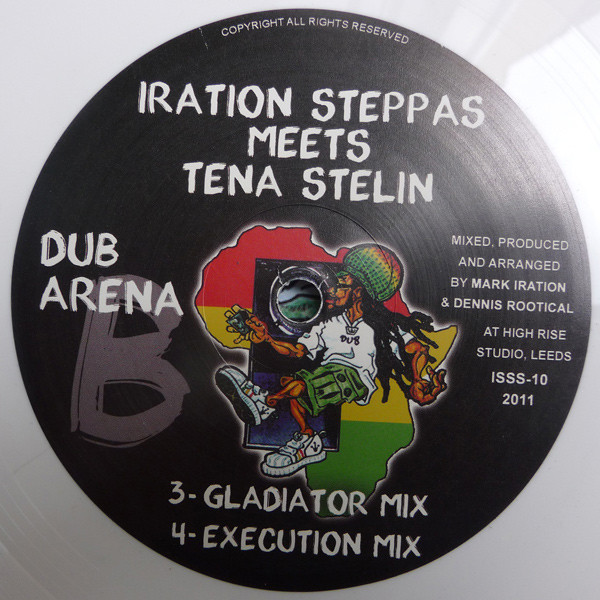 COPYRIGHT ALL RIGHTS RESERVED
IRATION STEPPAS
MEETS
TENA STELIN
DUB
ARENA
B
MIXED, PRODUCED
AND ARRANGED
BY MARK IRATION
& DENNIS ROOTICAL
AT HIGH RISE
STUDIO, LEEDS
ISSS-10
2011
DUB
3-GLADIATOR MIX
4-EXECUTION MIX